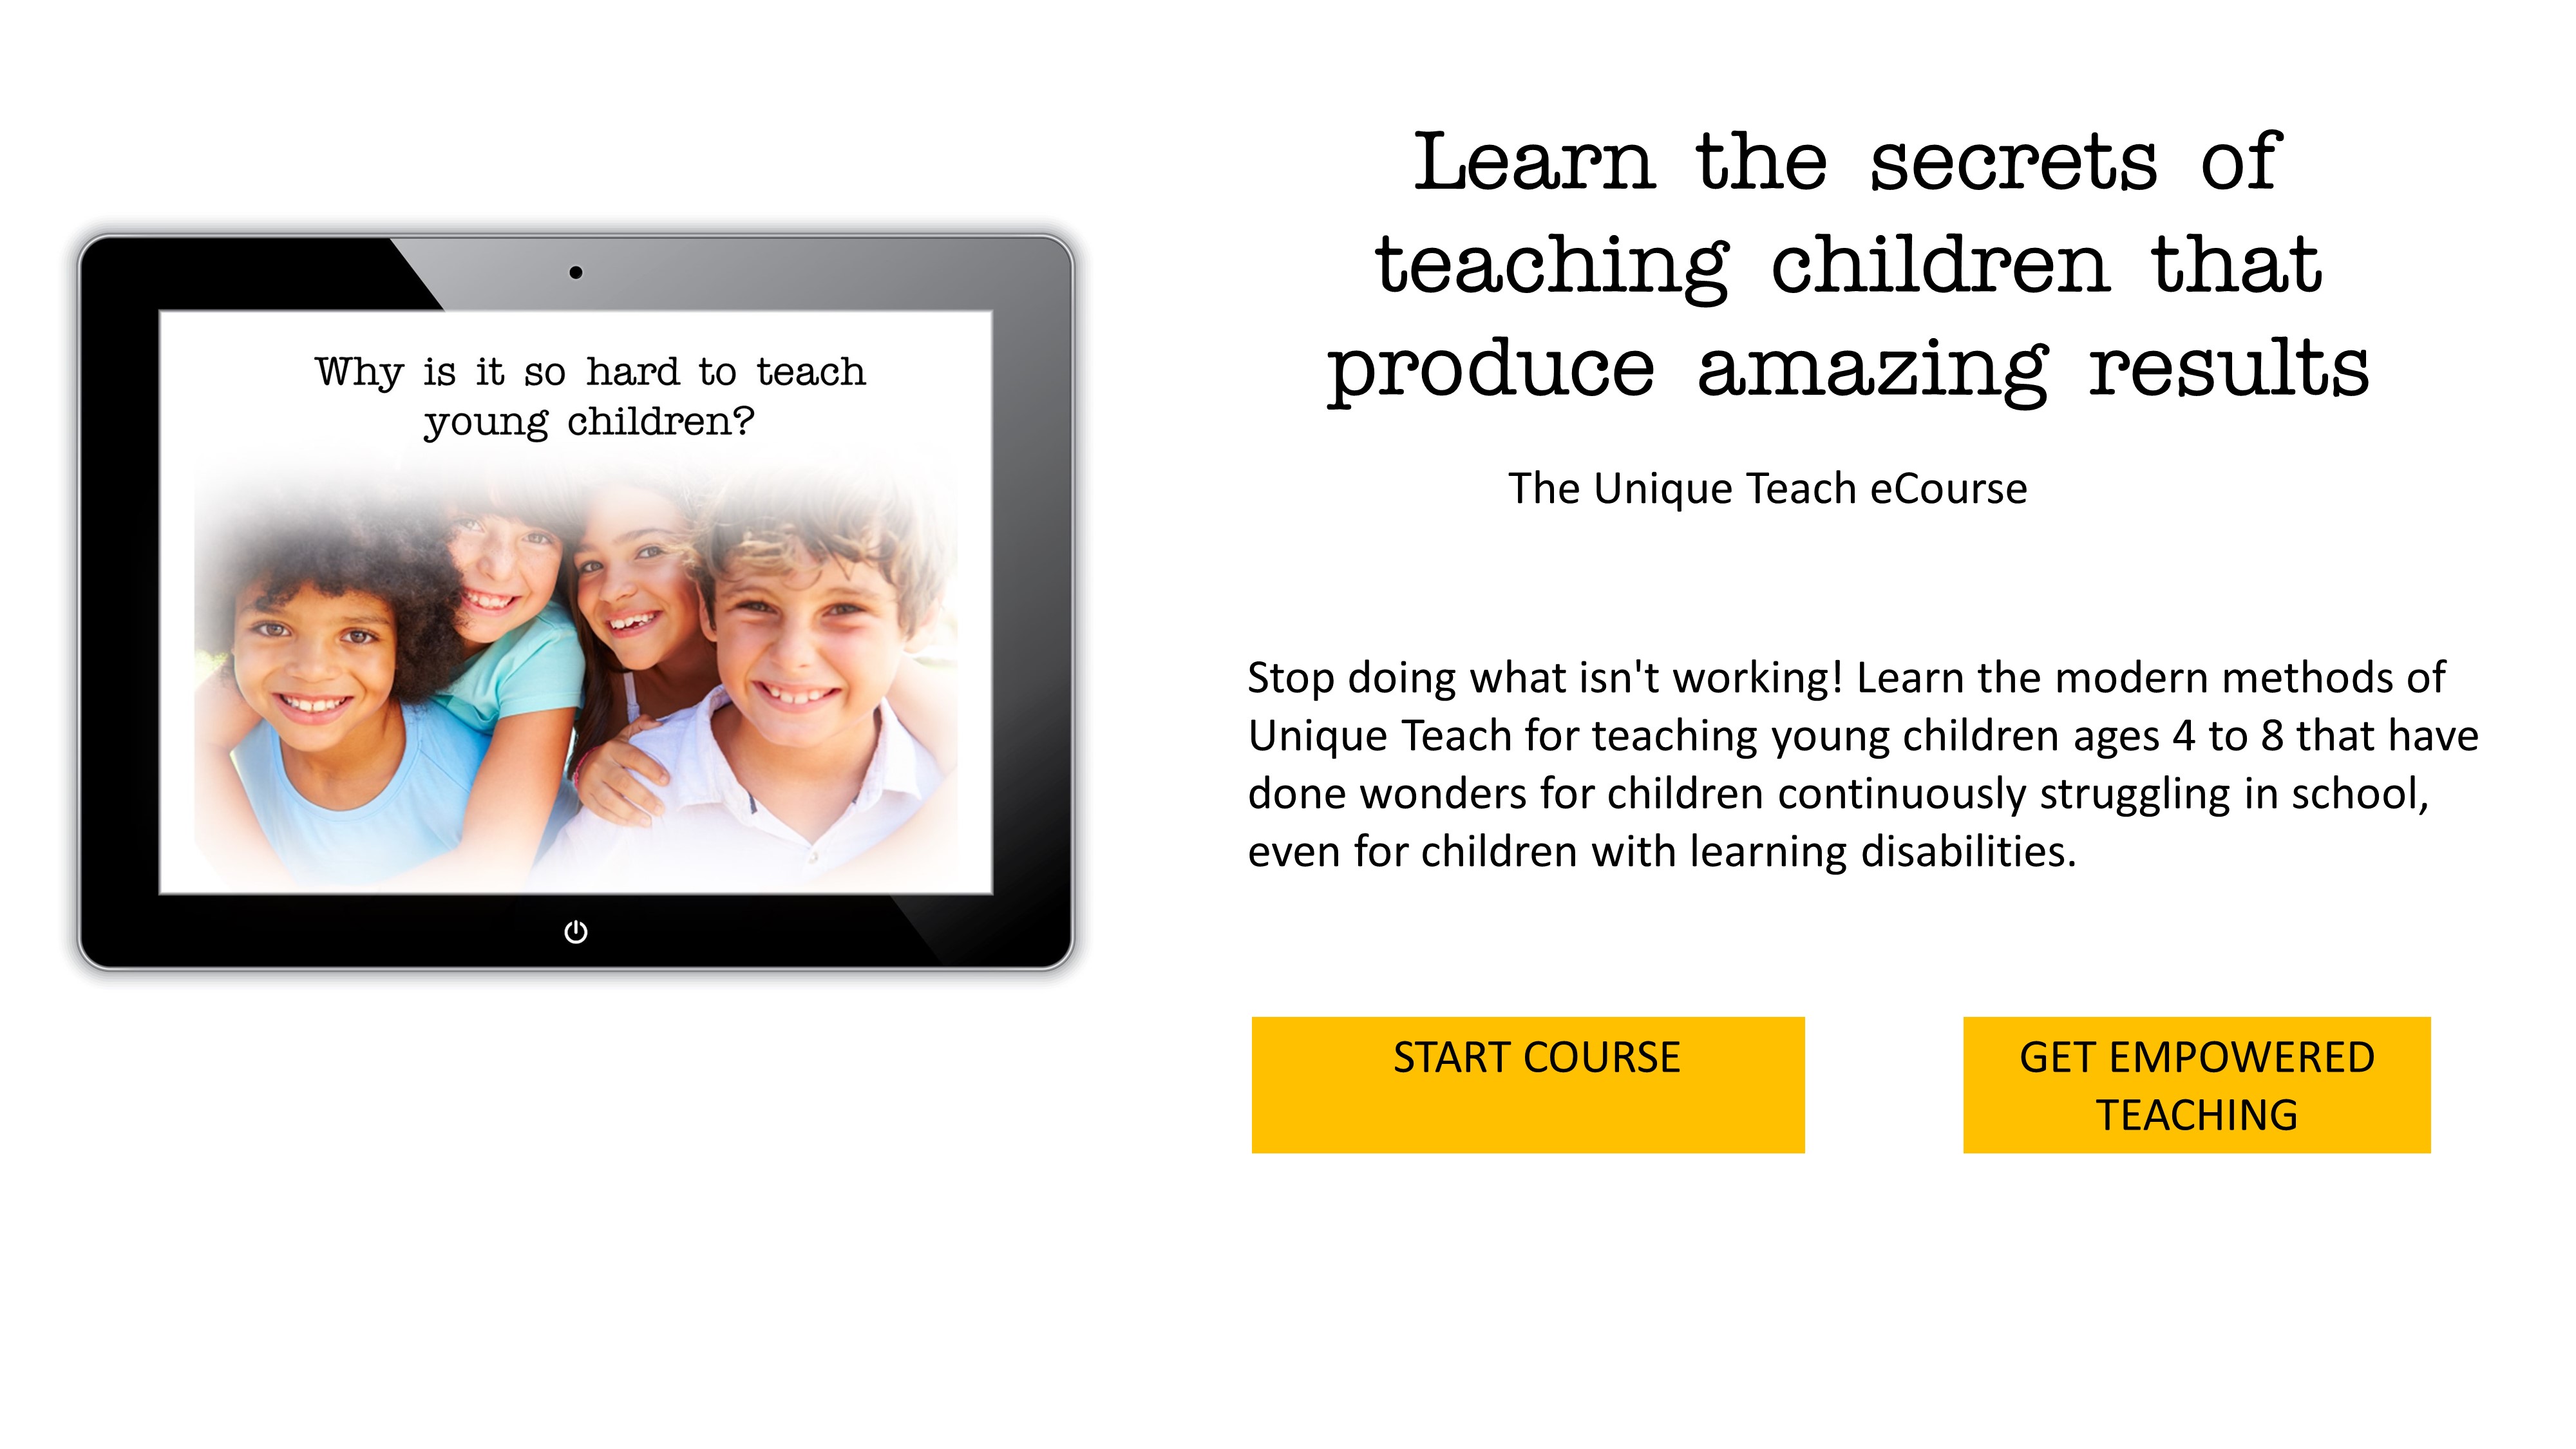 Why is it so hard to teach
young children?
Learn the secrets of
teaching children that
produce amazing results
The Unique Teach eCourse
Stop doing what isn't working! Learn the modern methods of
Unique Teach for teaching young children ages 4 to 8 that have
done wonders for children continuously struggling in school,
even for children with learning disabilities.
START COURSE
GET EMPOWERED
TEACHING